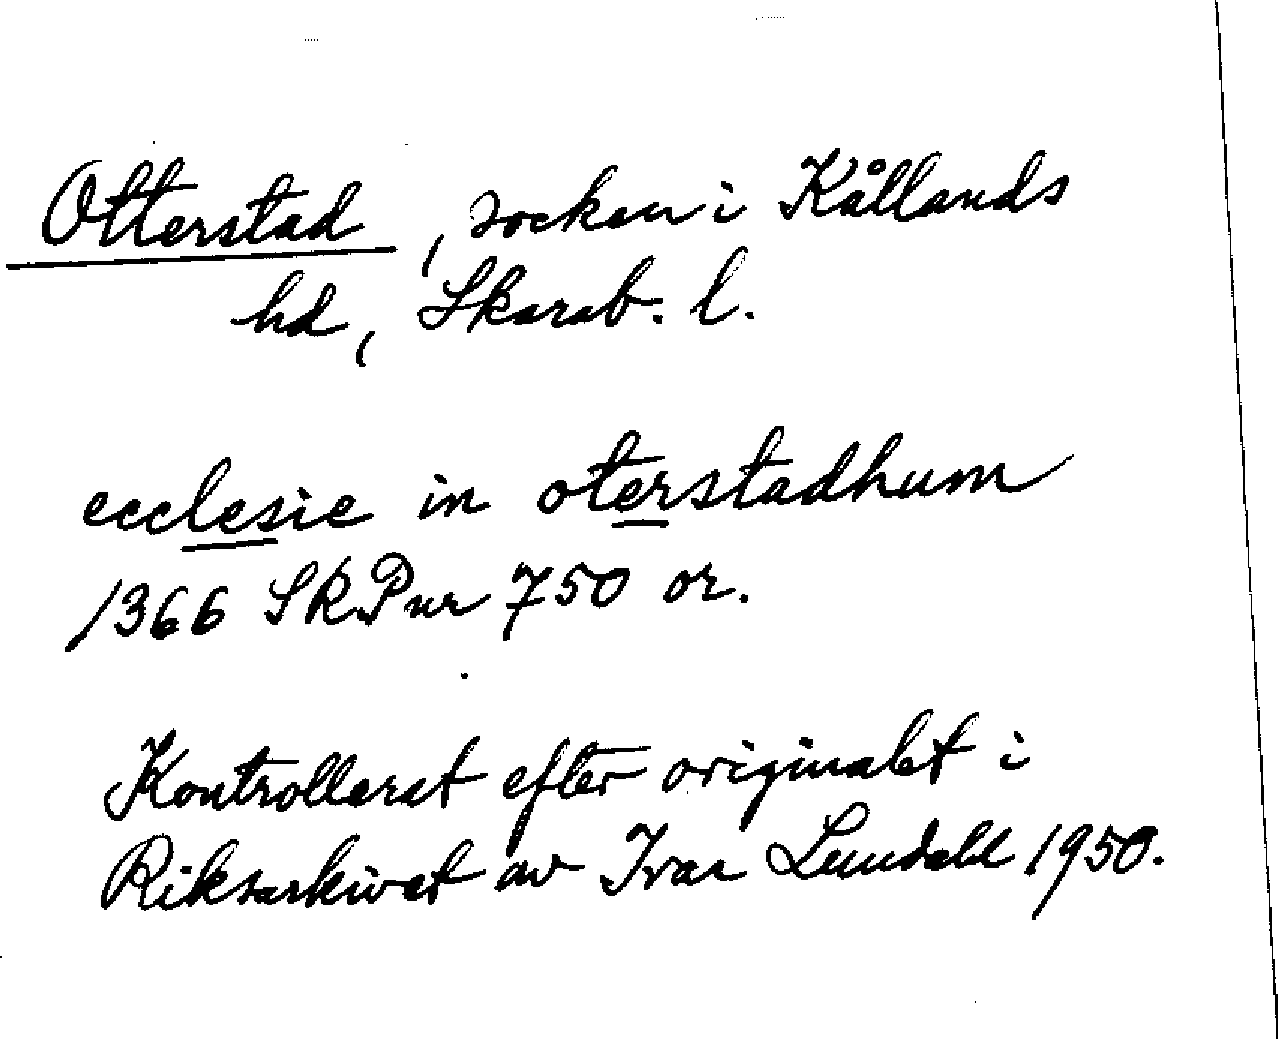 Otterstad, socken i Kållands
hd, Skarab. l.
ecclesie in oterstadhum
1366 SRPnr 750 or.
Kontrollerat efter originalet i
Riksarkivet av Ivar Lundahl 1950.